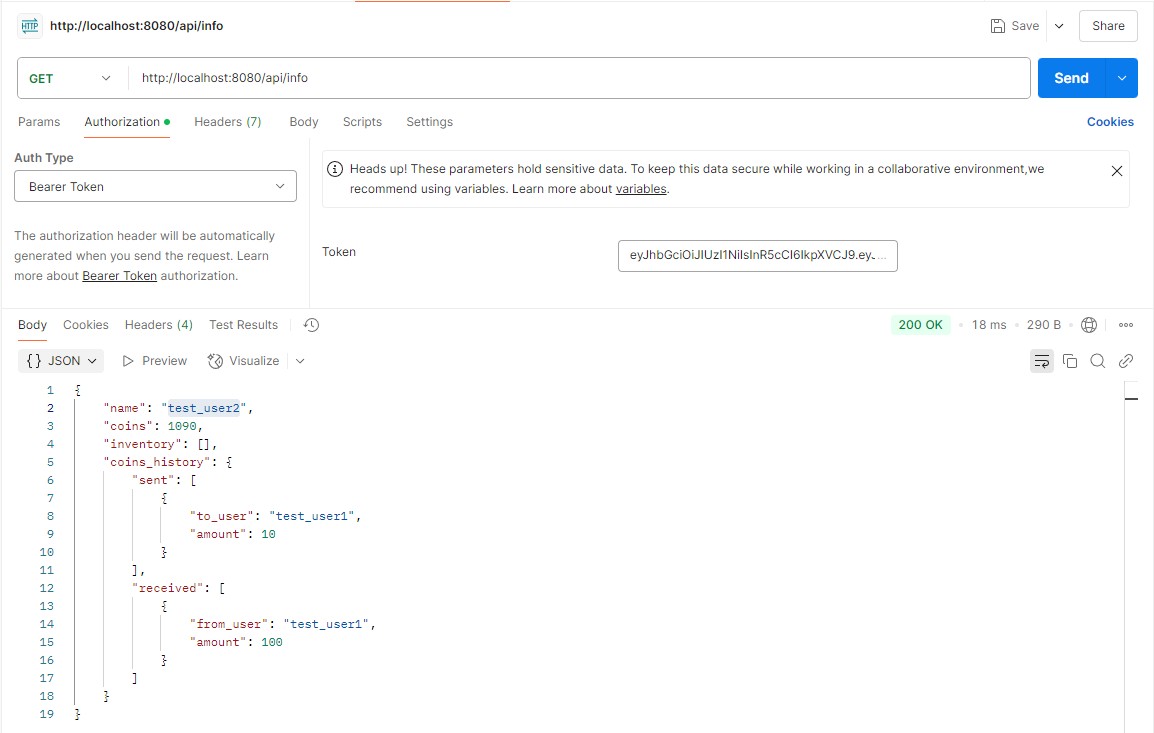 HTTP http://localhost:8080/api/info Save Share
GET http://localhost:8080/api/info Send
Params Authorization Headers (7) Body Scripts Settings Cookies
Auth Type
Bearer Token
The authorization header will be automatically
generated when you send the request. Learn
more about Bearer Token authorization.
Heads up! These parameters hold sensitive data. To keep this data secure while working in a collaborative environment,we
recommend using variables. Learn more about variables.
Token eyJhbGciOiJIUzI1NiIsInR5cCI6IkpXVCJ9.ey...
Body Cookies Headers (4) Test Results 200 OK 18 ms 290 B
{} JSON Preview Visualize
1 {
2 "name": "test_user2",
3 "coins": 1090,
4 "inventory": [],
5 "coins_history": {
6 "sent": [
7 {
8 "to_user": "test_user1",
9 "amount": 10
10 }
11 ],
12 "received": [
13 {
14 "from_user": "test_user1",
15 "amount": 100
16 }
17 ]
18 }
19 }